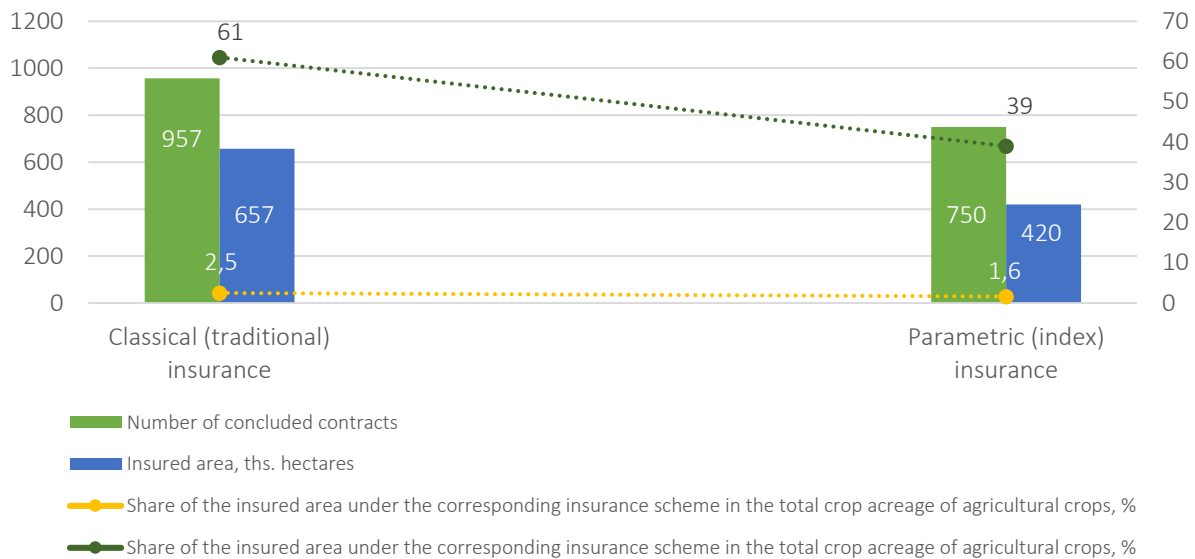 1200
1000
800
600
400
200
0
70
60
50
40
30
20
10
0
61
39
957
657
2,5
750
420
1,6
Classical (traditional)
insurance
Parametric (index)
insurance
Number of concluded contracts
Insured area, ths. hectares
Share of the insured area under the corresponding insurance scheme in the total crop acreage of agricultural crops, %
Share of the insured area under the corresponding insurance scheme in the total crop acreage of agricultural crops, %